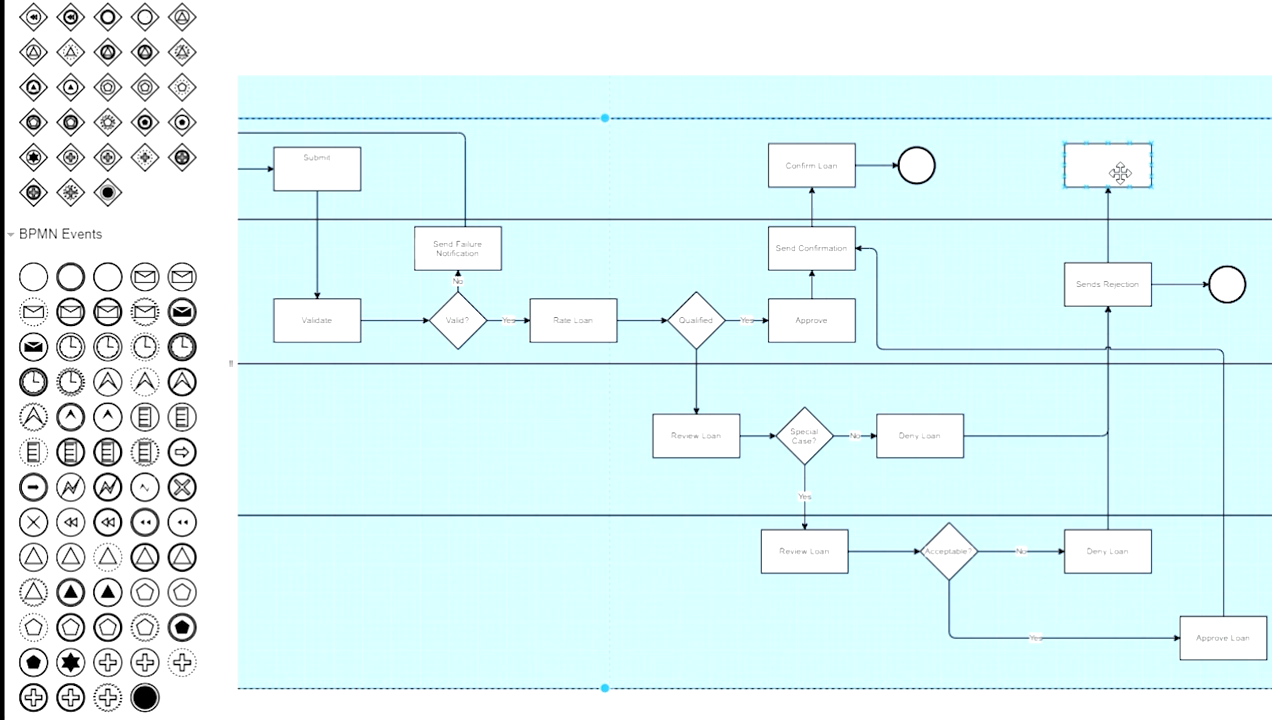 BPMN Events
Submit
Confirm Loan
Send Failure
Notification
Send Confirmation
No
Sends Rejection
Validate
Valid?
Yes
Rate Loan
Qualified
Yes
Approve
Review Loan
Special
Case?
No
Deny Loan
Yes
Review Loan
Acceptable?
No
Deny Loan
Yes
Approve Loan